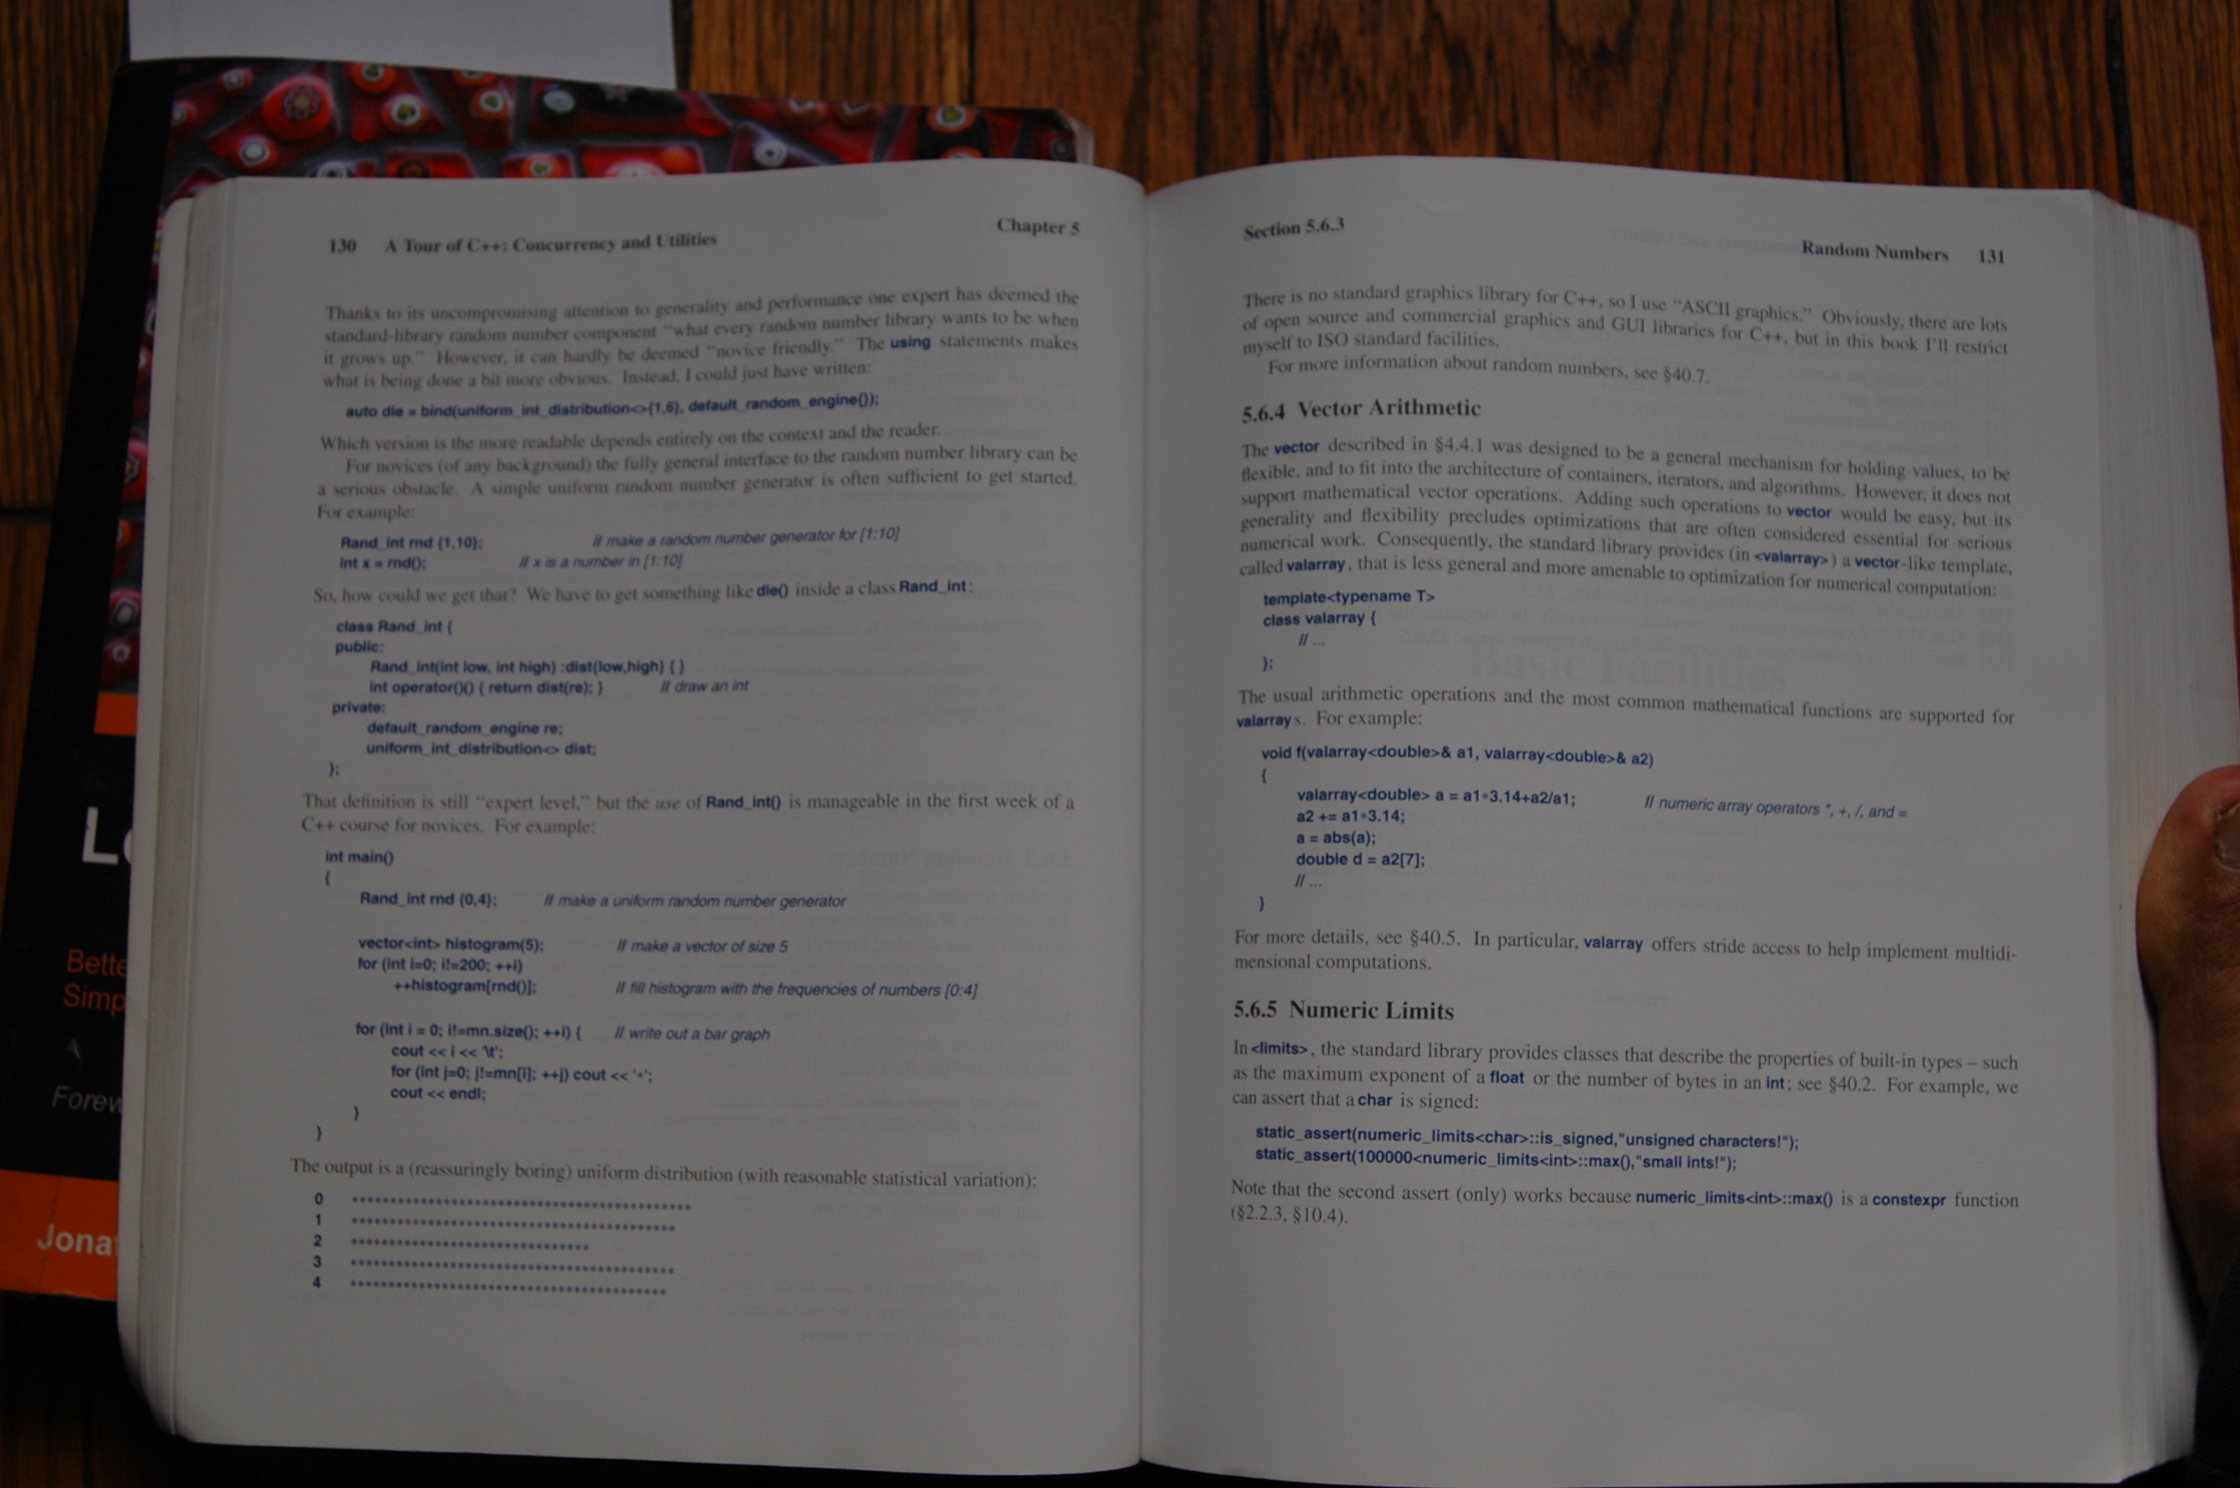 130 A Tour of C++: Concurrency and Utilities Chapter 5
Thanks to its uncompromising attention to generality and performance one expert has deemed the
standard-library random number component “what every random number library wants to be when
it grows up.” However, it can hardly be deemed “novice friendly.” The using statements makes
what is being done a bit more obvious. Instead, I could just have written:
auto die = bind(uniform_int_distribution<>{1,6}, default_random_engine{});
Which version is the more readable depends entirely on the context and the reader.
For novices (of any background) the fully general interface to the random number library can be
a serious obstacle. A simple uniform random number generator is often sufficient to get started.
For example:
Rand_int rnd {1,10}; // make a random number generator for [1:10]
int x = rnd(); // x is a number in [1:10]
So, how could we get that? We have to get something like die() inside a class Rand_int:
class Rand_int {
public:
Rand_int(int low, int high) :dist{low,high} { }
int operator()() { return dist(re); } // draw an int
private:
default_random_engine re;
uniform_int_distribution<> dist;
};
That definition is still “expert level,” but the use of Rand_int() is manageable in the first week of a
C++ course for novices. For example:
int main()
{
Rand_int rnd {0,4}; // make a uniform random number generator
vector<int> histogram(5); // make a vector of size 5
for (int i=0; i!=200; ++i)
++histogram[rnd()]; // fill histogram with the frequencies of numbers [0:4]
for (int i = 0; i!=mn.size(); ++i) { // write out a bar graph
cout << i << '\t';
for (int j=0; j!=mn[i]; ++j) cout << '*';
cout << endl;
}
}
The output is a (reassuringly boring) uniform distribution (with reasonable statistical variation):
0 ******************************************
1 ****************************************
2 *****************************
3 ****************************************
4 ***************************************
Section 5.6.3 Random Numbers 131
There is no standard graphics library for C++, so I use “ASCII graphics.” Obviously, there are lots
of open source and commercial graphics and GUI libraries for C++, but in this book I’ll restrict
myself to ISO standard facilities.
For more information about random numbers, see §40.7.
5.6.4 Vector Arithmetic
The vector described in §4.4.1 was designed to be a general mechanism for holding values, to be
flexible, and to fit into the architecture of containers, iterators, and algorithms. However, it does not
support mathematical vector operations. Adding such operations to vector would be easy, but its
generality and flexibility precludes optimizations that are often considered essential for serious
numerical work. Consequently, the standard library provides (in <valarray>) a vector-like template,
called valarray, that is less general and more amenable to optimization for numerical computation:
template<typename T>
class valarray {
// ...
};
The usual arithmetic operations and the most common mathematical functions are supported for
valarrays. For example:
void f(valarray<double>& a1, valarray<double>& a2)
{
valarray<double> a = a1*3.14+a2/a1; // numeric array operators *, +, /, and =
a2 += a1*3.14;
a = abs(a);
double d = a2[7];
// ...
}
For more details, see §40.5. In particular, valarray offers stride access to help implement multidi-
mensional computations.
5.6.5 Numeric Limits
In <limits>, the standard library provides classes that describe the properties of built-in types – such
as the maximum exponent of a float or the number of bytes in an int; see §40.2. For example, we
can assert that a char is signed:
static_assert(numeric_limits<char>::is_signed,"unsigned characters!");
static_assert(100000<numeric_limits<int>::max(),"small ints!");
Note that the second assert (only) works because numeric_limits<int>::max() is a constexpr function
(§2.2.3, §10.4).
Bette
Simp
Forew
Jona